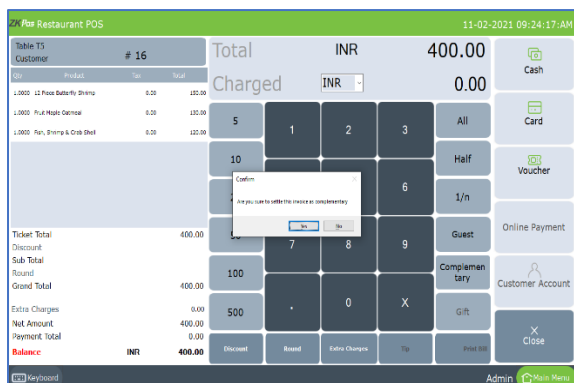 ZKPos Restaurant POS
11-02-2021 09:24:17:AM
Table T5
Customer
# 16
Qty Product Tax Total
1.0000 12 Piece Butterfly Shrimp 0.00
1.0000 Fruit Maple Oatmeal 0.00
1.0000 Pan, Shrimp & Crab Shell 0.00 120.00
Ticket Total 400.00
Discount
Sub Total
Round
Grand Total 400.00
Extra Charges 0.00
Net Amount 400.00
Payment Total 0.00
Balance INR 400.00
Total INR 400.00
Charged INR 0.00
5 1 2 3 All
10 Half
6 1/n
7 8 9 Guest
100 Complemen
tary
500 . 0 X Gift
Discount Round Extra Charges Tip Print Bill
Confirm
Are you sure to settle this invoice as complementary
Yes No
Cash
Card
Voucher
Online Payment
Customer Account
X
Close
Keyboard
Admin Main Menu